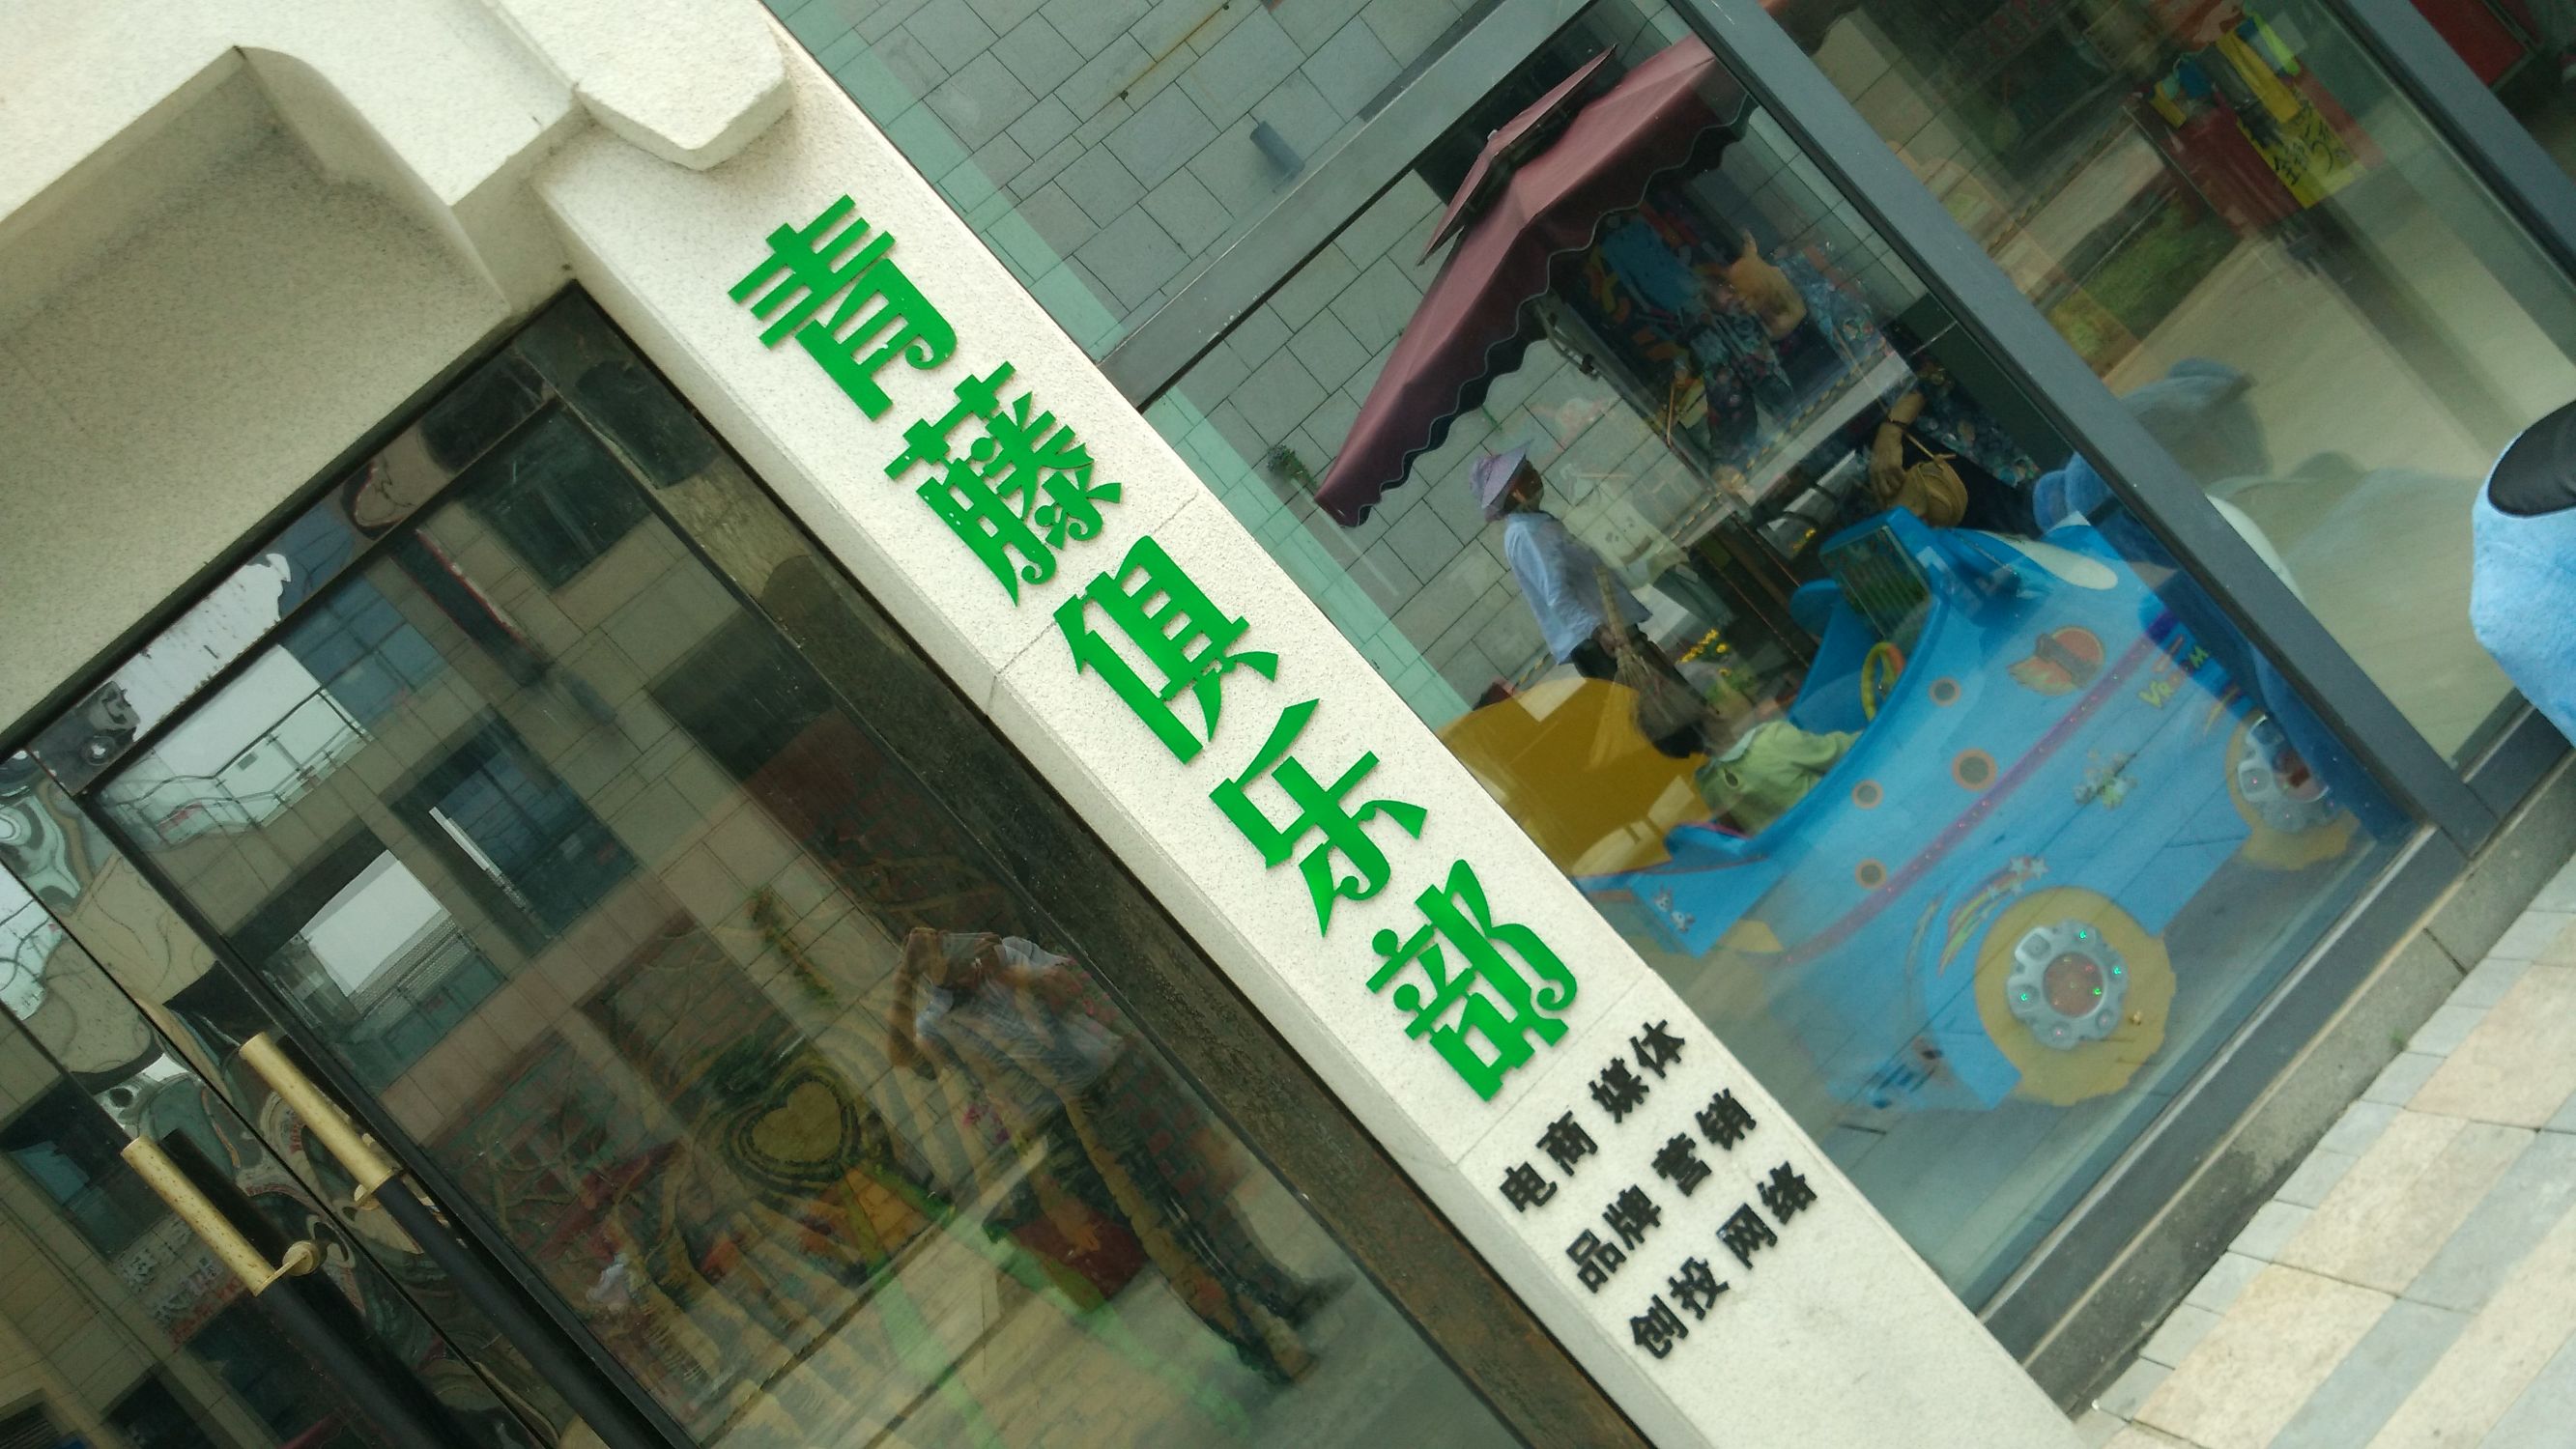 青藤俱乐部
电商 媒体
品牌 营销
创投 网络